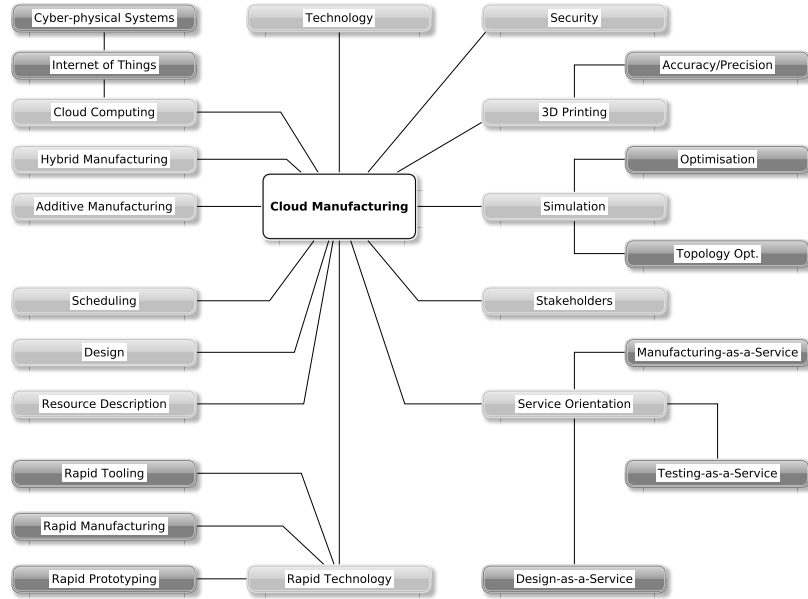 Cyber-physical Systems
Technology
Security
Internet of Things
Accuracy/Precision
Cloud Computing
3D Printing
Hybrid Manufacturing
Optimisation
Additive Manufacturing
Cloud Manufacturing
Simulation
Topology Opt.
Scheduling
Stakeholders
Design
Manufacturing-as-a-Service
Resource Description
Service Orientation
Rapid Tooling
Testing-as-a-Service
Rapid Manufacturing
Rapid Prototyping
Rapid Technology
Design-as-a-Service